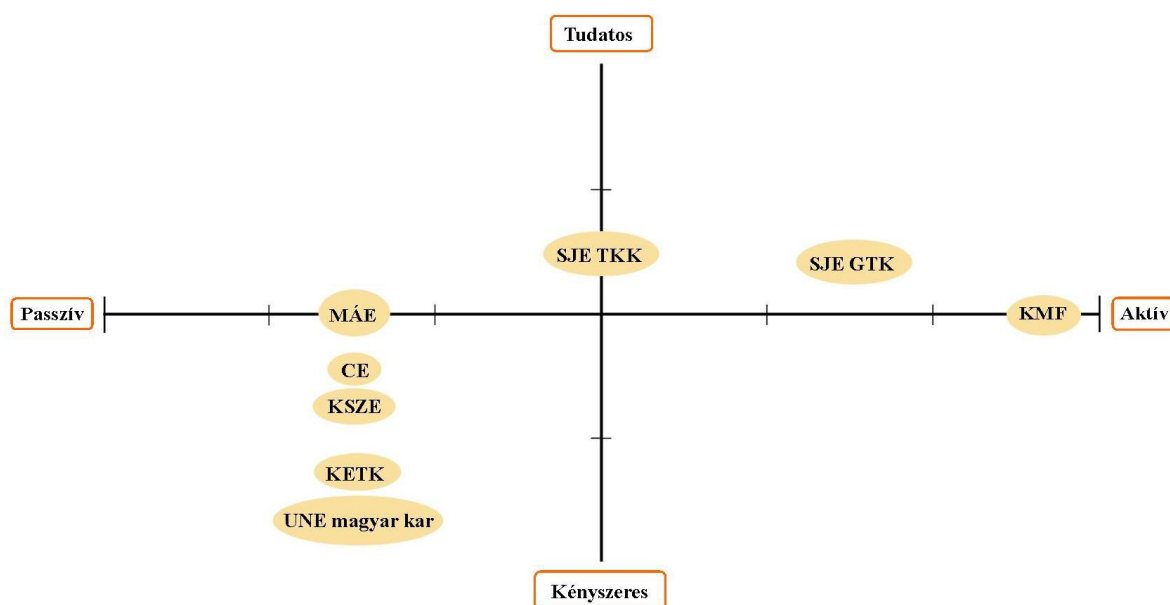 Tudatos
SJE TKK
SJE GTK
Passzív
MÁE
KMF
Aktív
CE
KSZE
KETK
UNE magyar kar
Kényszeres